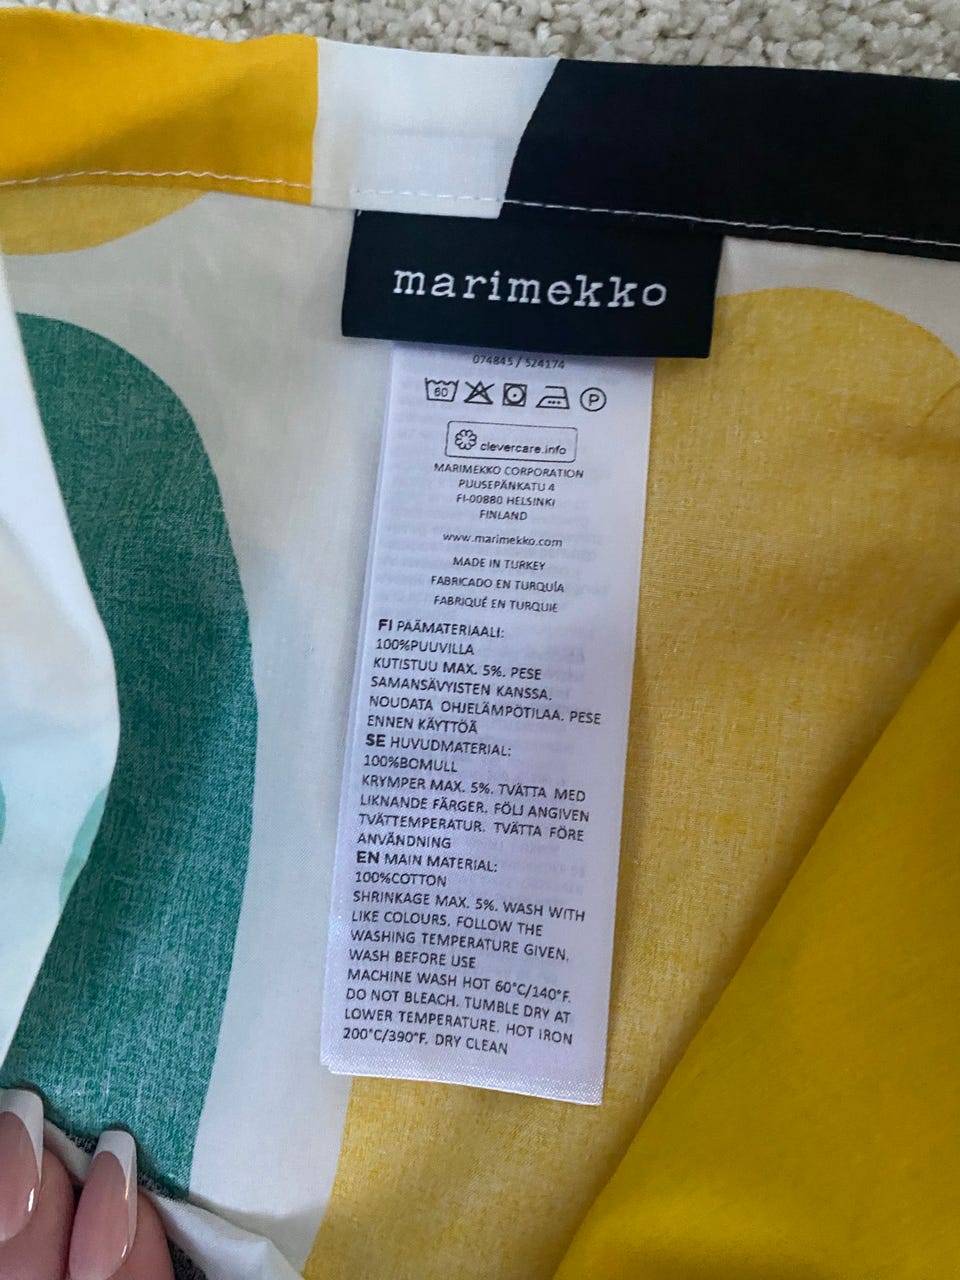 marimekko
074845 / 524174
60
P
clevercare.info
MARIMEKKO CORPORATION
PUUSEPÄNKATU 4
FI-00880 HELSINKI
FINLAND
www.marimekko.com
MADE IN TURKEY
FABRICADO EN TURQUÍA
FABRIQUÉ EN TURQUIE
FI PÄÄMATERIAALI:
100%PUUVILLA
KUTISTUU MAX. 5%. PESE
SAMANSÄVYISTEN KANSSA.
NOUDATA OHJELÄMPÖTILAA. PESE
ENNEN KÄYTTÖÄ
SE HUVUDMATERIAL:
100%BOMULL
KRYMPER MAX. 5%. TVÄTTA MED
LIKNANDE FÄRGER. FÖLJ ANGIVEN
TVÄTTEMPERATUR. TVÄTTA FÖRE
ANVÄNDNING
EN MAIN MATERIAL:
100%COTTON
SHRINKAGE MAX. 5%. WASH WITH
LIKE COLOURS. FOLLOW THE
WASHING TEMPERATURE GIVEN.
WASH BEFORE USE
MACHINE WASH HOT 60°C/140°F.
DO NOT BLEACH. TUMBLE DRY AT
LOWER TEMPERATURE. HOT IRON
200°C/390°F. DRY CLEAN